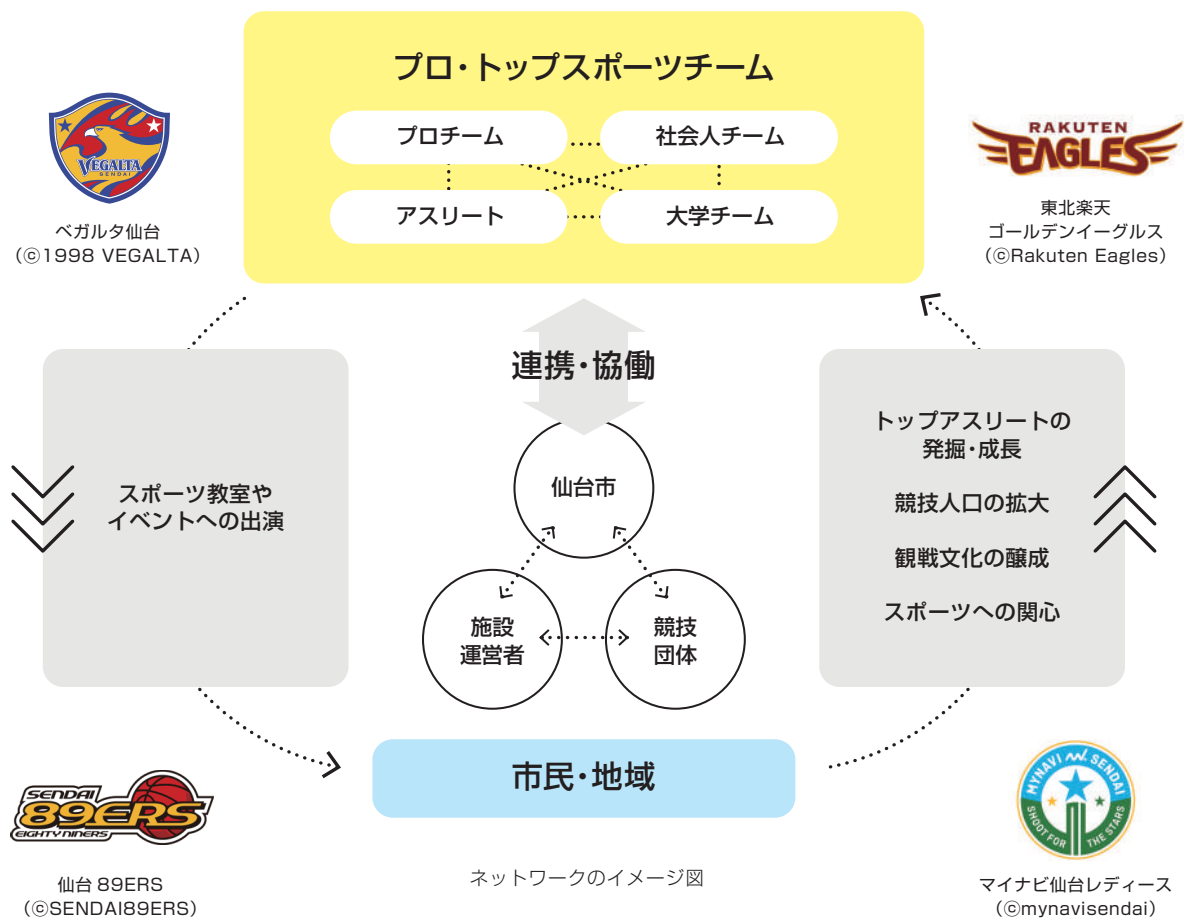 プロ・トップスポーツチーム
プロチーム
社会人チーム
アスリート
大学チーム
VEGALTA
SENDAI
ベガルタ仙台
（©1998 VEGALTA）
RAKUTEN
EAGLES
東北楽天
ゴールデンイーグルス
（©Rakuten Eagles）
連携・協働
スポーツ教室や
イベントへの出演
仙台市
施設
運営者
競技
団体
トップアスリートの
発掘・成長
競技人口の拡大
観戦文化の醸成
スポーツへの関心
市民・地域
SENDAI
89ERS
EIGHTY NINERS
仙台 89ERS
（©SENDAI89ERS）
ネットワークのイメージ図
MYNAVI SENDAI
SHOOT FOR THE STARS
マイナビ仙台レディース
（©mynavisendai）